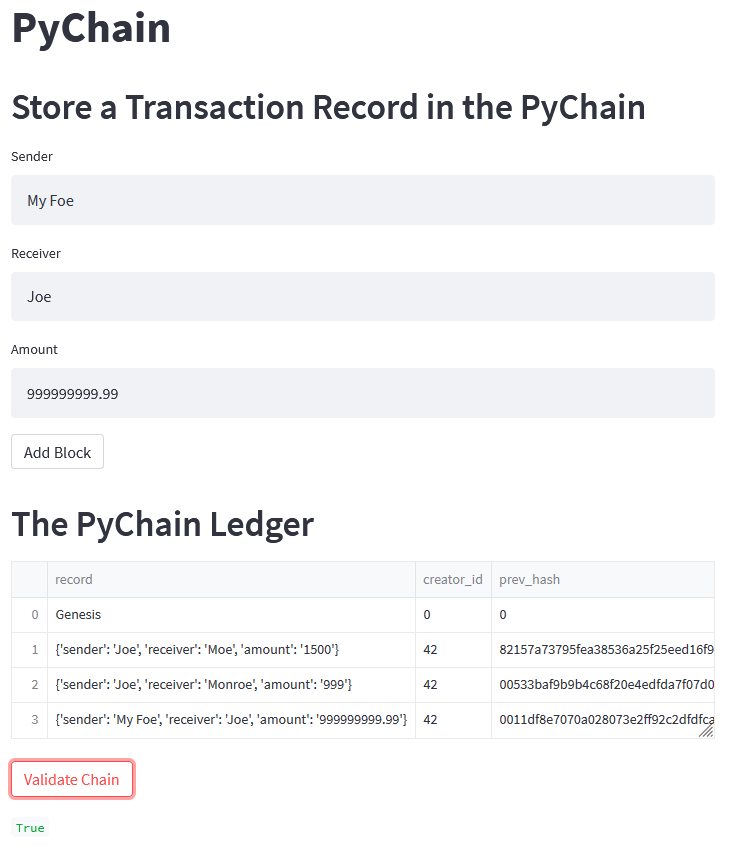 PyChain
Store a Transaction Record in the PyChain
Sender
My Foe
Receiver
Joe
Amount
999999999.99
Add Block
The PyChain Ledger
record creator_id prev_hash
0 Genesis 0 0
1 {'sender': 'Joe', 'receiver': 'Moe', 'amount': '1500'} 42 82157a73795fea38536a25f25eed16f9
2 {'sender': 'Joe', 'receiver': 'Monroe', 'amount': '999'} 42 00533baf9b9b4c68f20e4edfda7f07d0
3 {'sender': 'My Foe', 'receiver': 'Joe', 'amount': '999999999.99'} 42 0011df8e7070a028073e2ff92c2dfdfca
Validate Chain
True